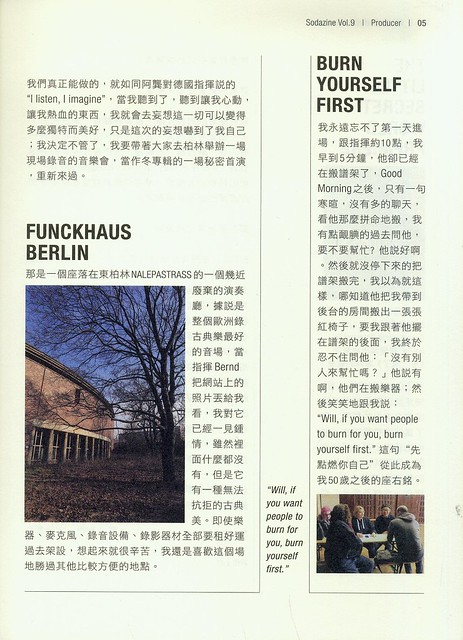 Sodazine Vol.9 | Producer | 05
我們真正能做的，就如同阿龔對德國指揮説的
“I listen, I imagine”，當我聽到了，聽到讓我心動，
讓我熱血的東西，我就會去妄想這一切可以變得
多麼獨特而美好，只是這次的妄想嚇到了我自己
；我決定不管了，我要帶著大家去柏林舉辦一場
現場錄音的音樂會，當作冬專輯的一場秘密首演
，重新來過。
FUNCKHAUS
BERLIN
那是一個座落在東柏林NALEPASTRASS的一個幾近
廢棄的演奏
廳，據説是
整個歐洲錄
古典樂最好
的音場，當
指揮Bernd
把網站上的
照片丟給我
看，我對它
已經一見鍾
情，雖然裡
面什麼都沒
有，但是它
有一種無法
抗拒的古典
美。即使樂
器、麥克風、錄音設備、錄影器材全部要租好運
過去架設，想起來就很辛苦，我還是喜歡這個場
地勝過其他比較方便的地點。
“Will, if
you want
people to
burn for
you, burn
yourself
first.”
BURN
YOURSELF
FIRST
我永遠忘不了第一天進
場，跟指揮約10點，我
早到5分鐘，他卻已經
在搬譜架了，Good
Morning之後，只有一句
寒暄，沒有多的聊天，
看他那麼拼命地搬，我
有點靦腆的過去問他，
要不要幫忙？他説好啊
。然後就沒停下來的把
譜架搬完，我以為就這
樣，哪知道他把我帶到
後台的房間搬出一張張
紅椅子，要我跟著他擺
在譜架的後面，我終於
忍不住問他：「沒有別
人來幫忙嗎？」他説有
啊，他們在搬樂器；然
後笑笑地跟我説：
“Will, if you want people
to burn for you, burn
yourself first.” 這句“先
點燃你自己”從此成為
我50歲之後的座右銘。